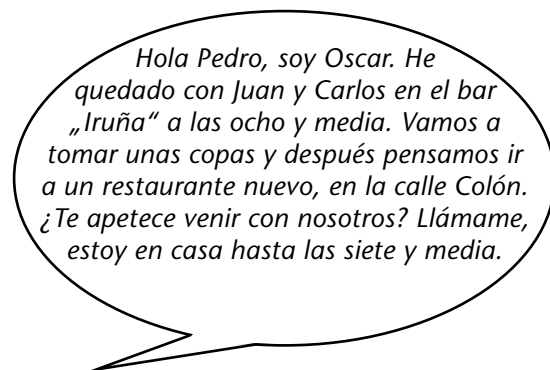 Hola Pedro, soy Oscar. He
quedado con Juan y Carlos en el bar
„Iruña“ a las ocho y media. Vamos a
tomar unas copas y después pensamos ir
a un restaurante nuevo, en la calle Colón.
¿Te apetece venir con nosotros? Llámame,
estoy en casa hasta las siete y media.